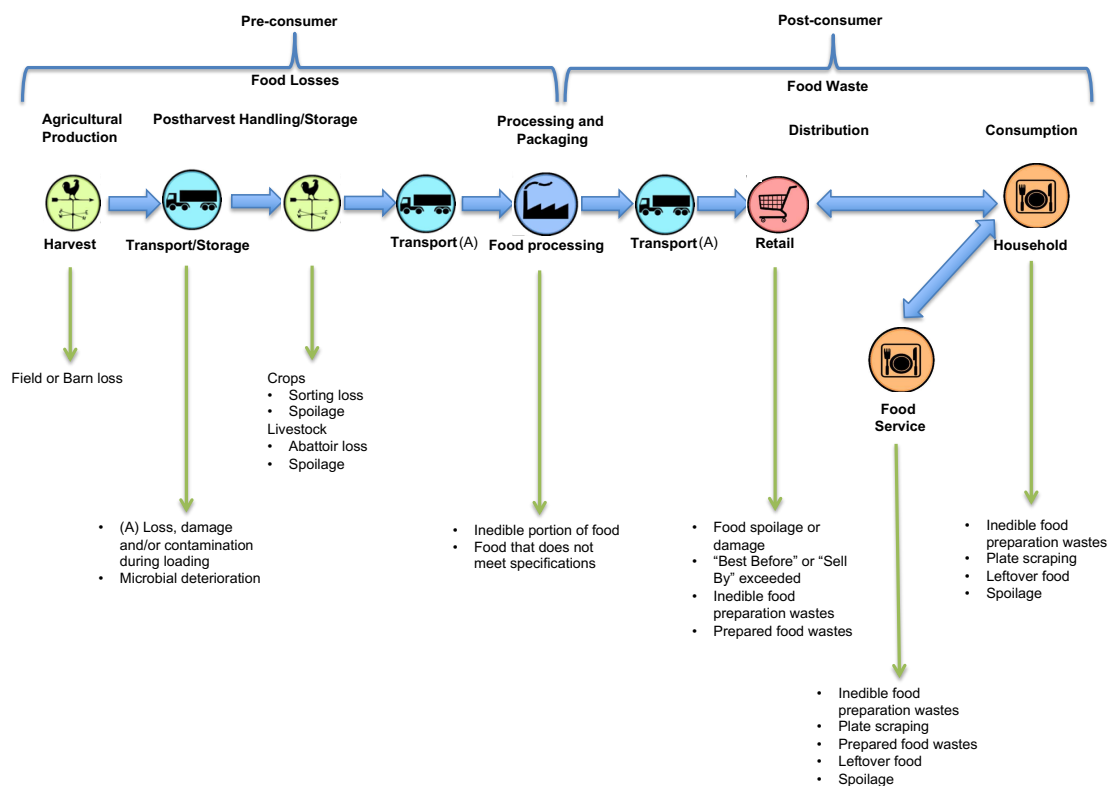 Pre-consumer
Post-consumer
Food Losses
Food Waste
Agricultural
Production
Postharvest Handling/Storage
Processing and
Packaging
Distribution
Consumption
Harvest
Transport/Storage
Transport (A)
Food processing
Transport (A)
Retail
Household
Food
Service
Field or Barn loss
Crops
• Sorting loss
• Spoilage
Livestock
• Abattoir loss
• Spoilage
• (A) Loss, damage
and/or contamination
during loading
• Microbial deterioration
• Inedible portion of food
• Food that does not
meet specifications
• Food spoilage or
damage
• “Best Before” or “Sell
By” exceeded
• Inedible food
preparation wastes
• Prepared food wastes
• Inedible food
preparation wastes
• Plate scraping
• Leftover food
• Spoilage
• Inedible food
preparation wastes
• Plate scraping
• Prepared food wastes
• Leftover food
• Spoilage